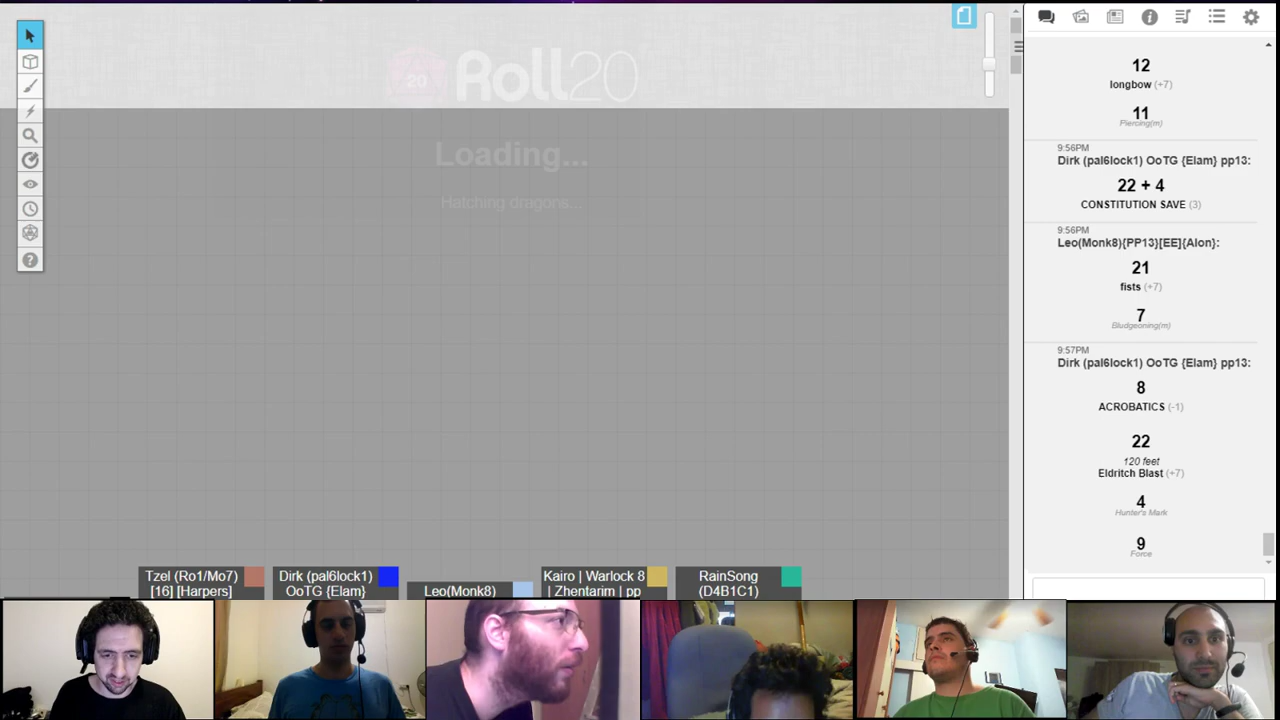 20
Roll20
Loading...
Hatching dragons...
12
longbow (+7)
11
Piercing(m)
9:56PM
Dirk (pal6lock1) OoTG {Elam} pp13:
22 + 4
CONSTITUTION SAVE (3)
9:56PM
Leo(Monk8){PP13}[EE]{Alon}:
21
fists (+7)
7
Bludgeoning(m)
9:57PM
Dirk (pal6lock1) OoTG {Elam} pp13:
8
ACROBATICS (-1)
22
120 feet
Eldritch Blast (+7)
4
Hunter's Mark
9
Force
Tzel (Ro1/Mo7)
[16] [Harpers]
Dirk (pal6lock1)
OoTG {Elam}
Leo(Monk8)
Kairo | Warlock 8
| Zhentarim | pp
RainSong
(D4B1C1)